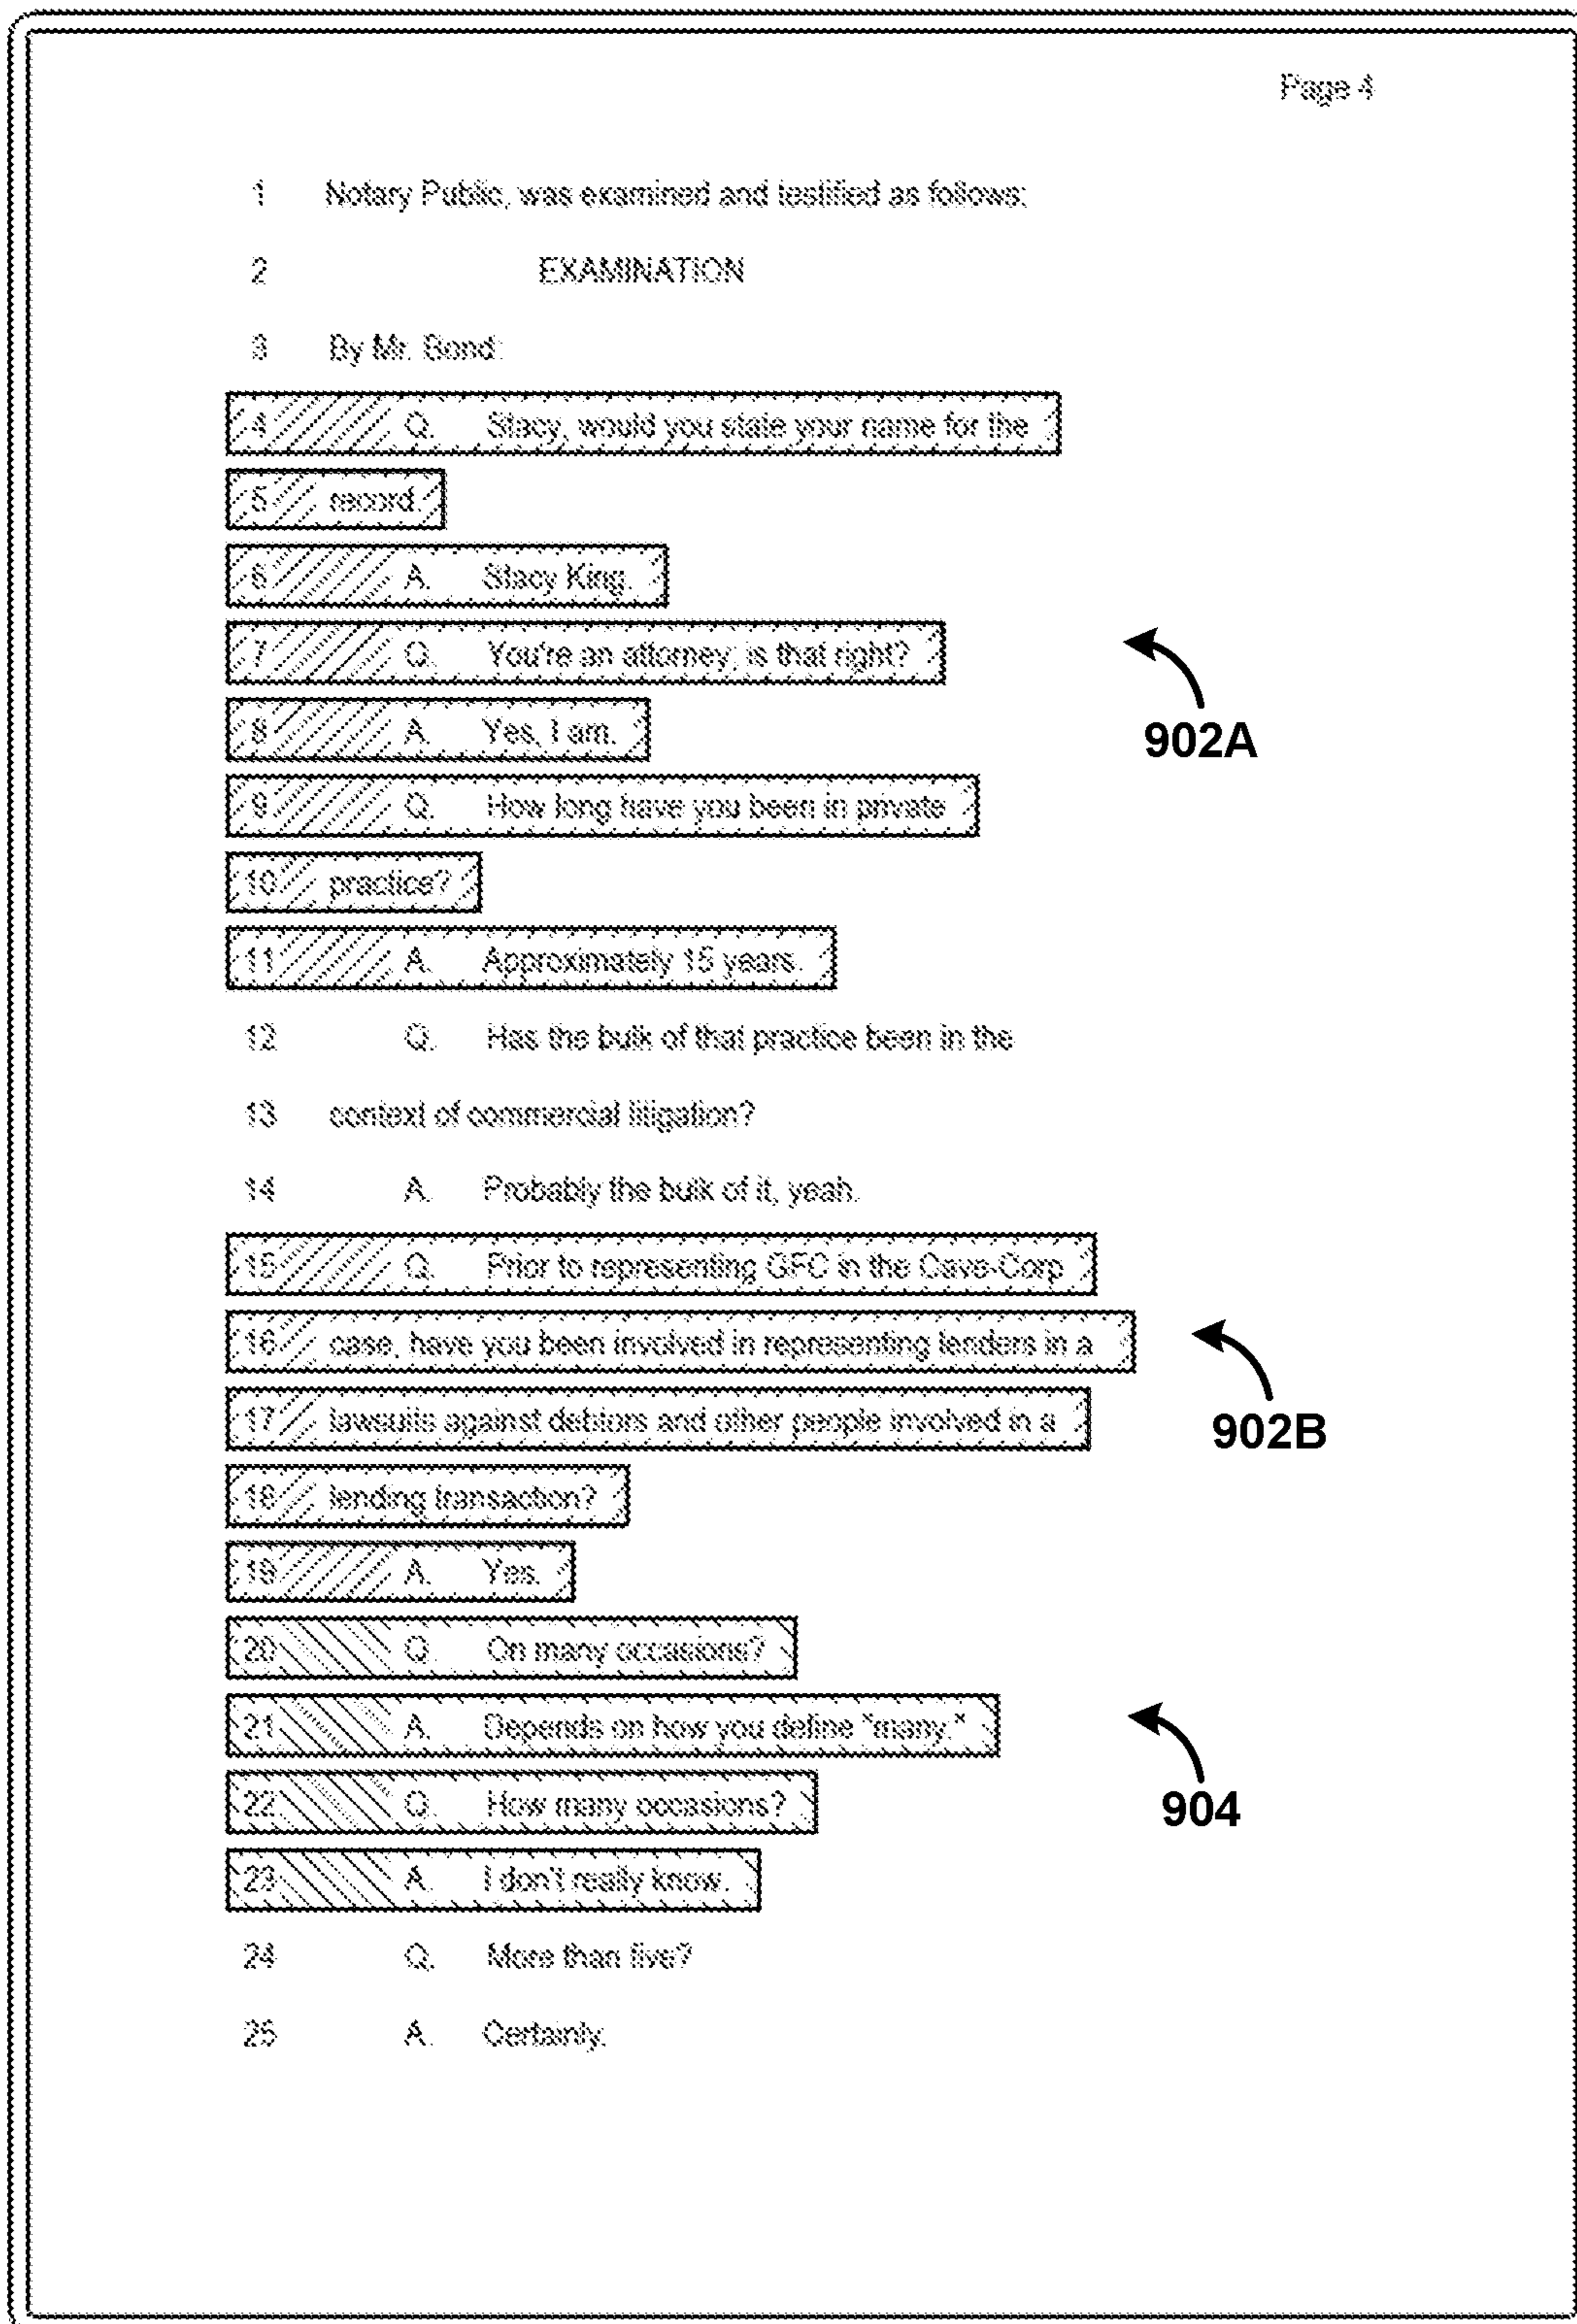 Page 4
1 Notary Public, was examined and testified as follows:
2 EXAMINATION
3 By Mr. Bond:
4 Q. Stacy, would you state your name for the
5 record.
6 A. Stacy King.
7 Q. You're an attorney; is that right?
8 A. Yes, I am.
902A
9 Q. How long have you been in private
10 practice?
11 A. Approximately 15 years.
12 Q. Has the bulk of that practice been in the
13 context of commercial litigation?
14 A. Probably the bulk of it, yeah.
15 Q. Prior to representing GFC in the Cave-Corp
16 case, have you been involved in representing lenders in a
17 lawsuits against debtors and other people involved in a
902B
18 lending transaction?
19 A. Yes.
20 Q. On many occasions?
21 A. Depends on how you define "many."
22 Q. How many occasions?
904
23 A. I don't really know.
24 Q. More than five?
25 A. Certainly.